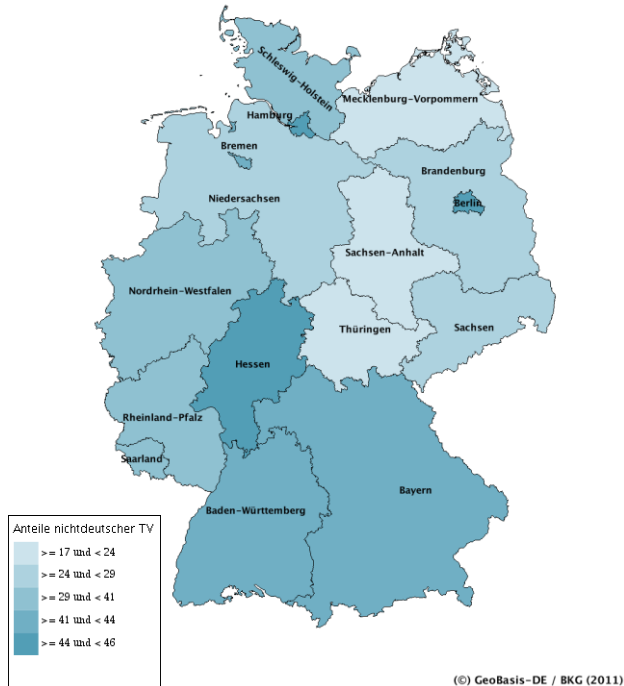 Schleswig-Holstein
Mecklenburg-Vorpommern
Hamburg
Bremen
Brandenburg
Niedersachsen
Berlin
Sachsen-Anhalt
Nordrhein-Westfalen
Thüringen
Sachsen
Hessen
Rheinland-Pfalz
Saarland
Bayern
Baden-Württemberg
Anteile nichtdeutscher TV
>= 17 und < 24
>= 24 und < 29
>= 29 und < 41
>= 41 und < 44
>= 44 und < 46
(©) GeoBasis-DE / BKG (2011)